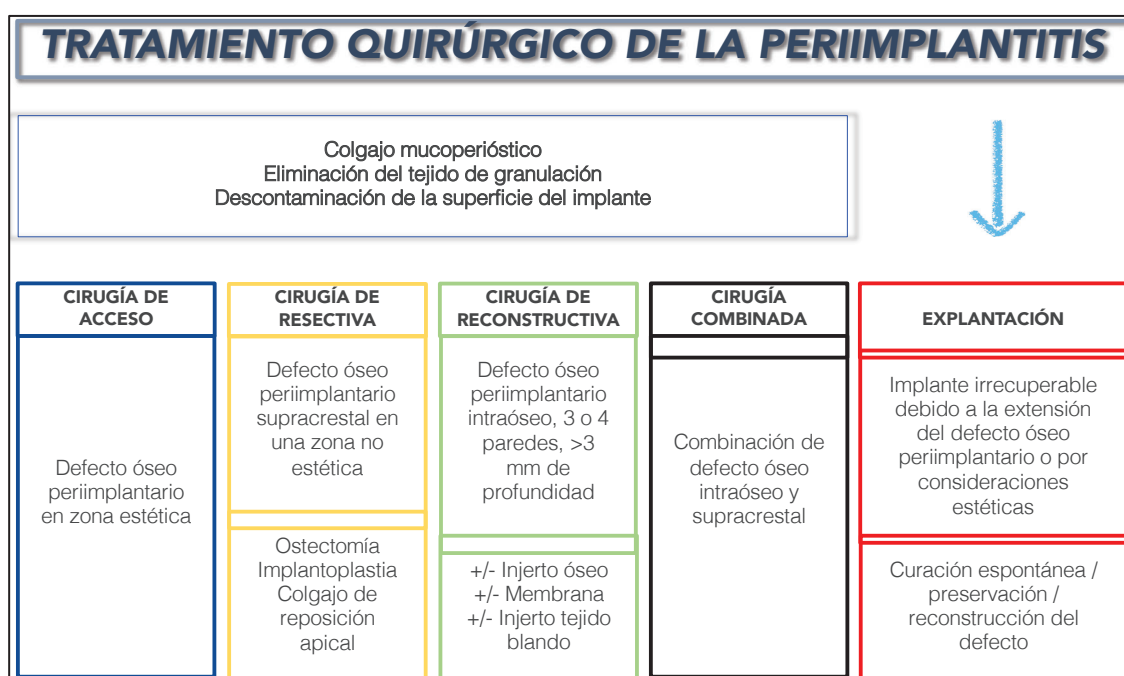 TRATAMIENTO QUIRÚRGICO DE LA PERIIMPLANTITIS
Colgajo mucoperióstico
Eliminación del tejido de granulación
Descontaminación de la superficie del implante
CIRUGÍA DE
ACCESO
Defecto óseo
periimplantario
en zona estética
CIRUGÍA DE
RESECTIVA
Defecto óseo
periimplantario
supracrestal en
una zona no
estética
Ostectomía
Implantoplastia
Colgajo de
reposición
apical
CIRUGÍA DE
RECONSTRUCTIVA
Defecto óseo
periimplantario
intraóseo, 3 o 4
paredes, >3
mm de
profundidad
+/- Injerto óseo
+/- Membrana
+/- Injerto tejido
blando
CIRUGÍA
COMBINADA
Combinación de
defecto óseo
intraóseo y
supracrestal
EXPLANTACIÓN
Implante irrecuperable
debido a la extensión
del defecto óseo
periimplantario o por
consideraciones
estéticas
Curación espontánea /
preservación /
reconstrucción del
defecto